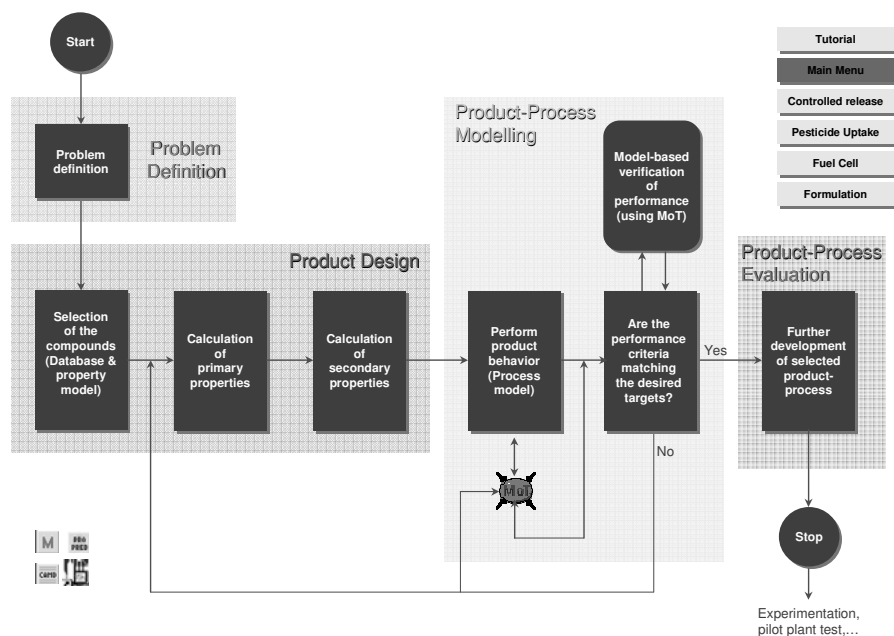 Start
Tutorial
Main Menu
Controlled release
Pesticide Uptake
Fuel Cell
Formulation
Problem
definition
Problem
Definition
Product-Process
Modelling
Model-based
verification
of
performance
(using MoT)
Product Design
Product-Process
Evaluation
Selection
of the
compounds
(Database &
property
model)
Calculation
of
primary
properties
Calculation
of
secondary
properties
Perform
product
behavior
(Process
model)
Are the
performance
criteria
matching
the desired
targets?
Yes
No
Further
development
of selected
product-
process
MoT
M
PRO
PRED
CAMD
Stop
Experimentation,
pilot plant test,...